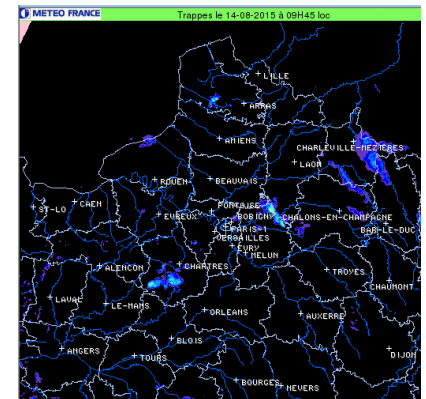 METEO FRANCE
Trappes le 14-08-2015 à 09H45 loc
LILLE
ARRAS
AMIENS
CHARLEVILLE-MEZIERES
LAON
ROUEN
BEAUVAIS
ST-LO
CAEN
EVREUX
PONTOISE
BOBIGNY
CHALONS-EN-CHAMPAGNE
PARIS-1
BAR-LE-DUC
VERSAILLES
EVRY
MELUN
ALENCON
CHARTRES
TROYES
CHAUMONT
LAVAL
LE-MANS
ORLEANS
AUXERRE
BLOIS
ANGERS
TOURS
DIJON
BOURGES
NEVERS